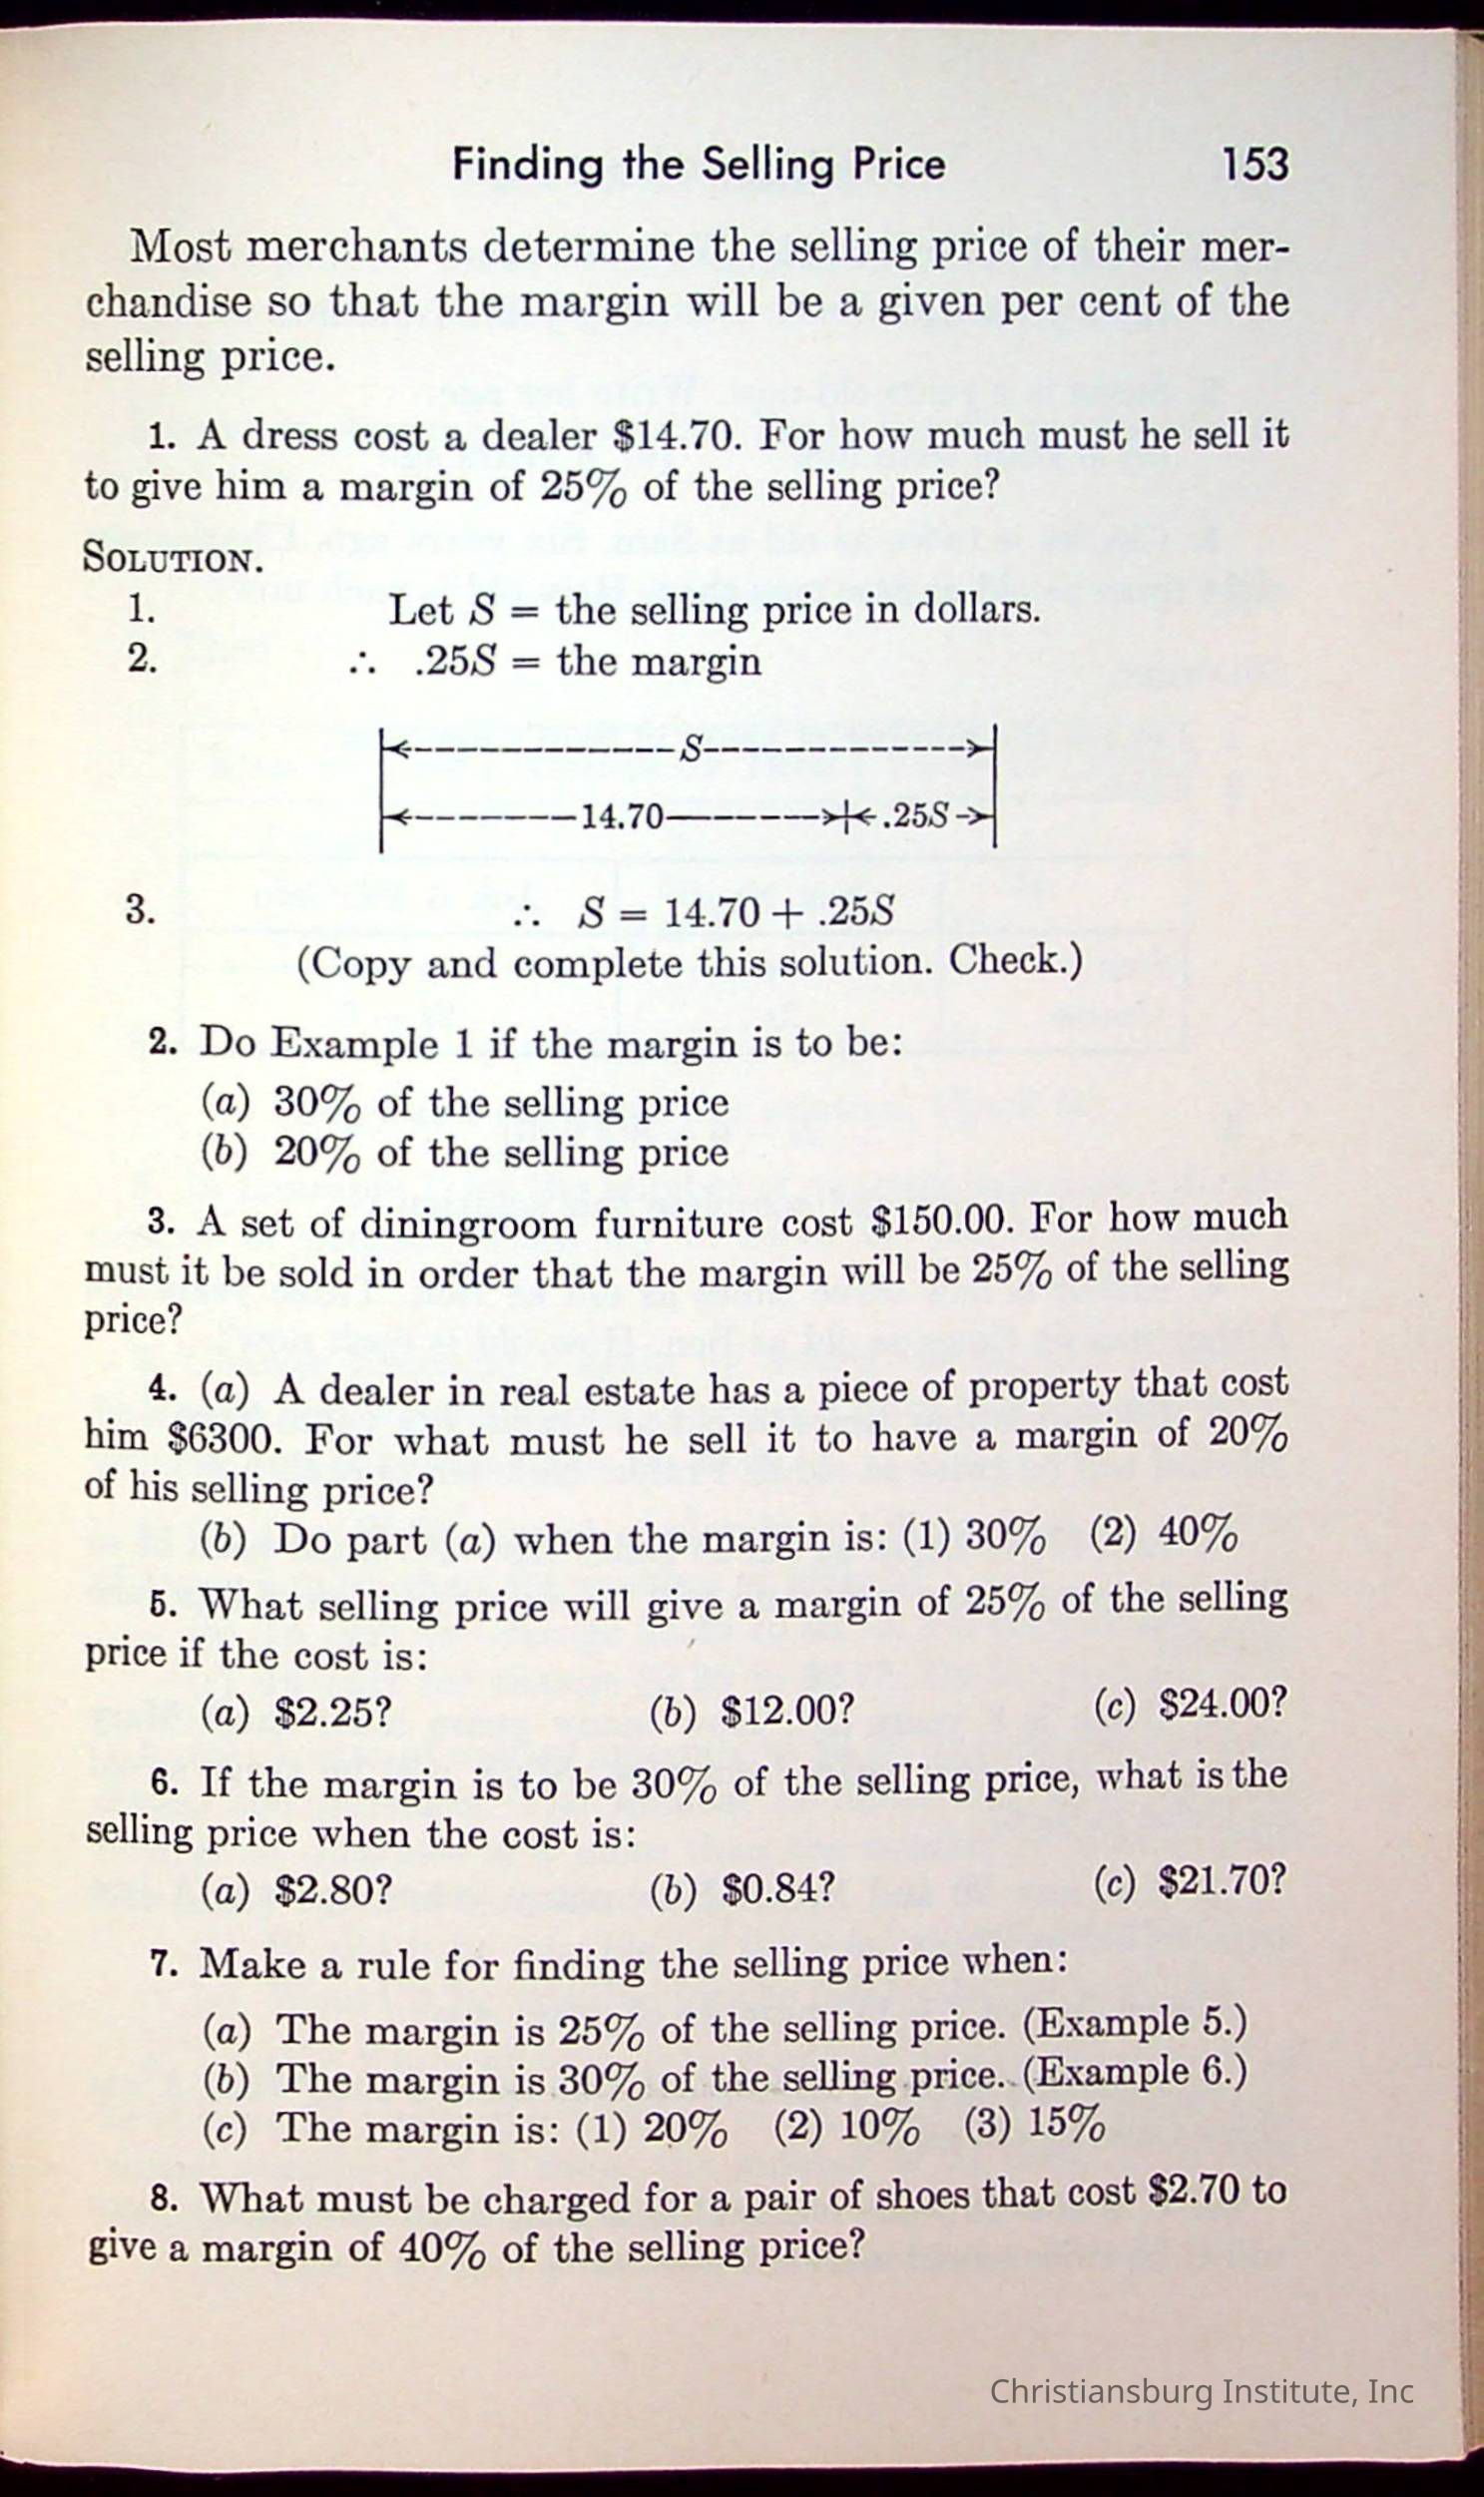 Finding the Selling Price 153
Most merchants determine the selling price of their mer-
chandise so that the margin will be a given per cent of the
selling price.
1. A dress cost a dealer $14.70. For how much must he sell it
to give him a margin of 25% of the selling price?
SOLUTION.
1. Let S = the selling price in dollars.
2. ∴ .25S = the margin
S
14.70 .25S
3. ∴ S = 14.70 + .25S
(Copy and complete this solution. Check.)
2. Do Example 1 if the margin is to be:
(a) 30% of the selling price
(b) 20% of the selling price
3. A set of diningroom furniture cost $150.00. For how much
must it be sold in order that the margin will be 25% of the selling
price?
4. (a) A dealer in real estate has a piece of property that cost
him $6300. For what must he sell it to have a margin of 20%
of his selling price?
(b) Do part (a) when the margin is: (1) 30% (2) 40%
5. What selling price will give a margin of 25% of the selling
price if the cost is:
(a) $2.25? (b) $12.00? (c) $24.00?
6. If the margin is to be 30% of the selling price, what is the
selling price when the cost is:
(a) $2.80? (b) $0.84? (c) $21.70?
7. Make a rule for finding the selling price when:
(a) The margin is 25% of the selling price. (Example 5.)
(b) The margin is 30% of the selling price. (Example 6.)
(c) The margin is: (1) 20% (2) 10% (3) 15%
8. What must be charged for a pair of shoes that cost $2.70 to
give a margin of 40% of the selling price?
Christiansburg Institute, Inc